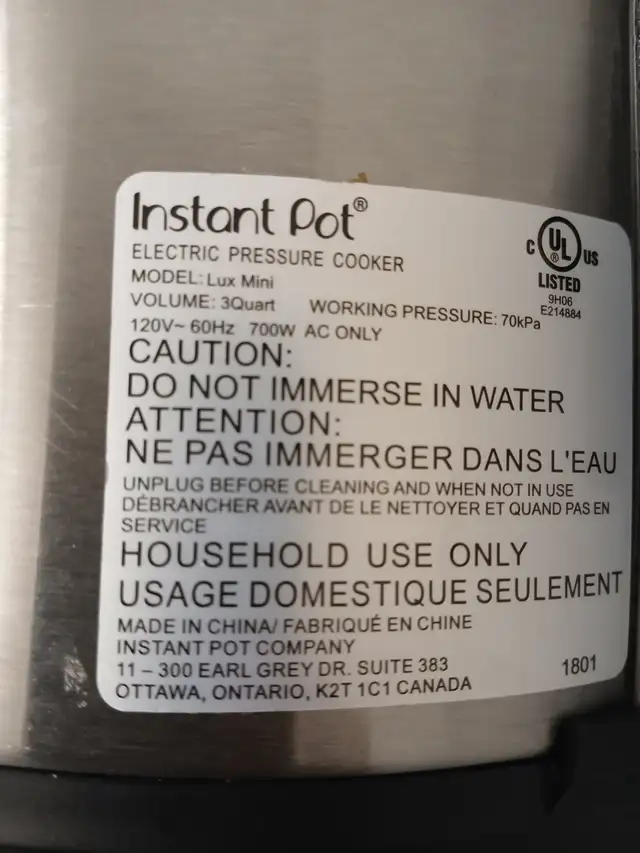 Instant Pot®
ELECTRIC PRESSURE COOKER
MODEL: Lux Mini
VOLUME: 3Quart WORKING PRESSURE: 70kPa
120V~ 60Hz 700W AC ONLY
C UL® US
LISTED
9H06
E214884
CAUTION:
DO NOT IMMERSE IN WATER
ATTENTION:
NE PAS IMMERGER DANS L'EAU
UNPLUG BEFORE CLEANING AND WHEN NOT IN USE
DÉBRANCHER AVANT DE LE NETTOYER ET QUAND PAS EN
SERVICE
HOUSEHOLD USE ONLY
USAGE DOMESTIQUE SEULEMENT
MADE IN CHINA/ FABRIQUÉ EN CHINE
INSTANT POT COMPANY
11 – 300 EARL GREY DR. SUITE 383
OTTAWA, ONTARIO, K2T 1C1 CANADA
1801